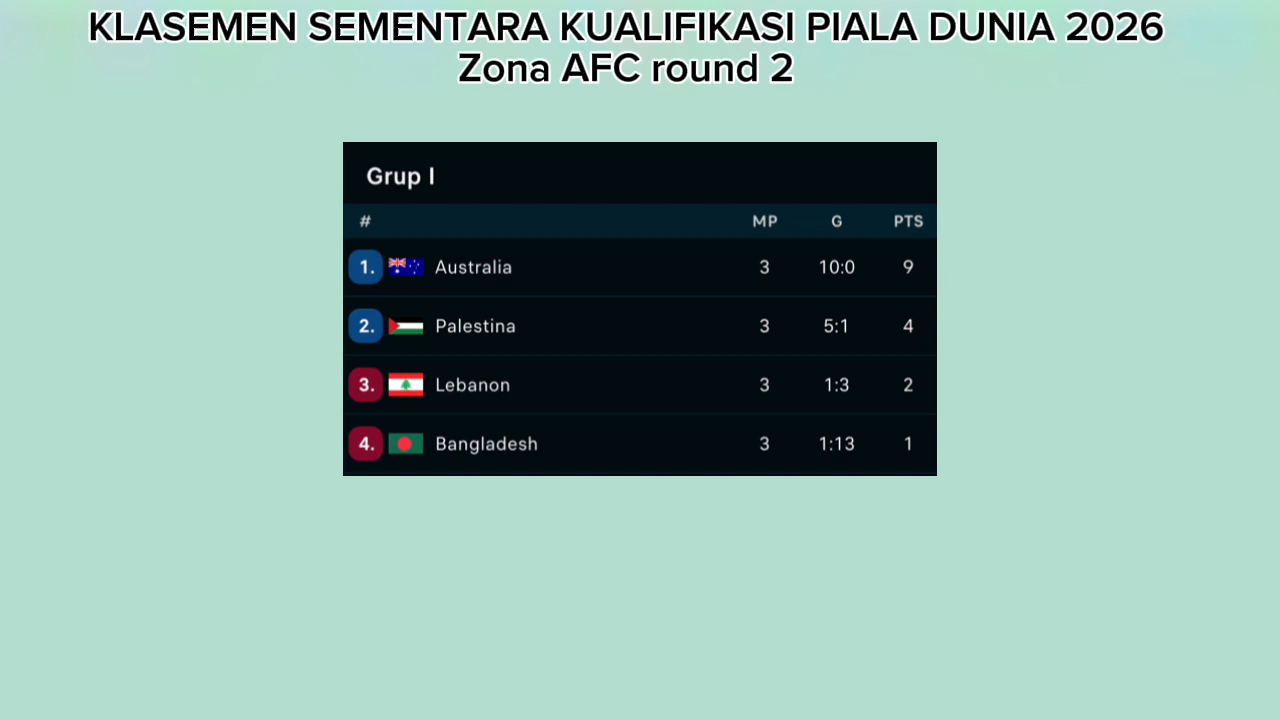 KLASEMEN SEMENTARA KUALIFIKASI PIALA DUNIA 2026
Zona AFC round 2
Grup I
# MP G PTS
1. Australia 3 10:0 9
2. Palestina 3 5:1 4
3. Lebanon 3 1:3 2
4. Bangladesh 3 1:13 1